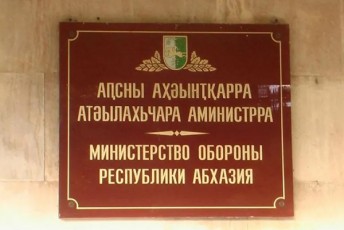 АԤСНЫ АҲӘЫНҬҚАРРА
АТӘЫЛАХЬЧАРА АМИНИСТРРА
МИНИСТЕРСТВО ОБОРОНЫ
РЕСПУБЛИКИ АБХАЗИЯ